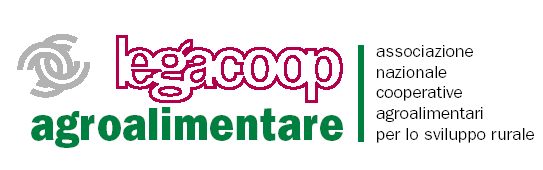 legacoop
agroalimentare
associazione
nazionale
cooperative
agroalimentari
per lo sviluppo rurale